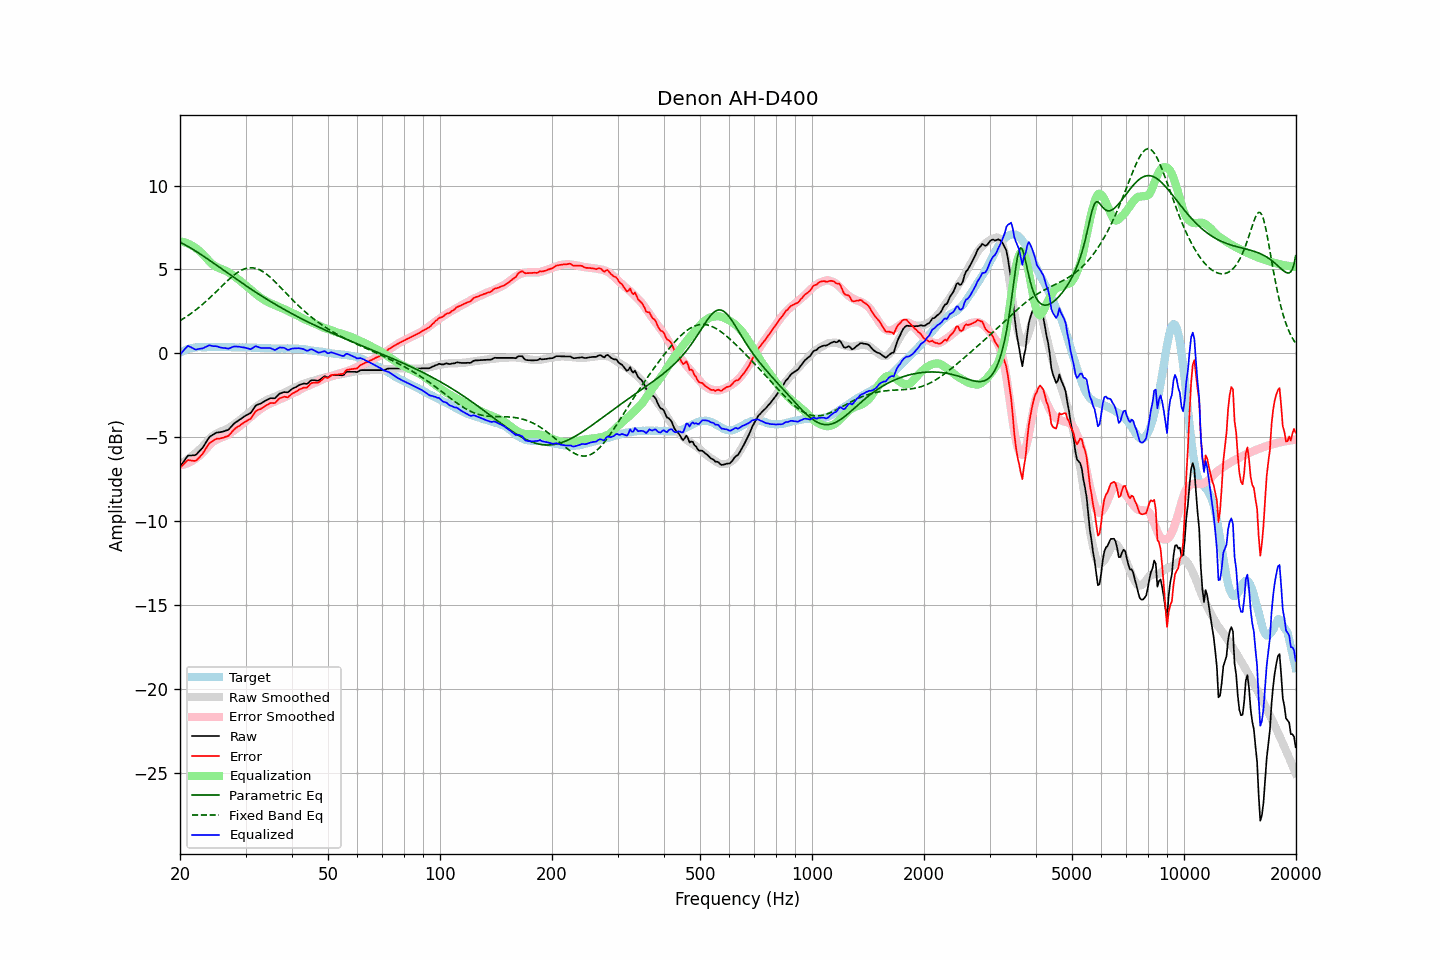 Denon AH-D400
Amplitude (dBr)
10
5
0
−5
−10
−15
−20
−25
Target
Raw Smoothed
Error Smoothed
Raw
Error
Equalization
Parametric Eq
Fixed Band Eq
Equalized
20 50 100 200 500 1000 2000 5000 10000 20000
Frequency (Hz)